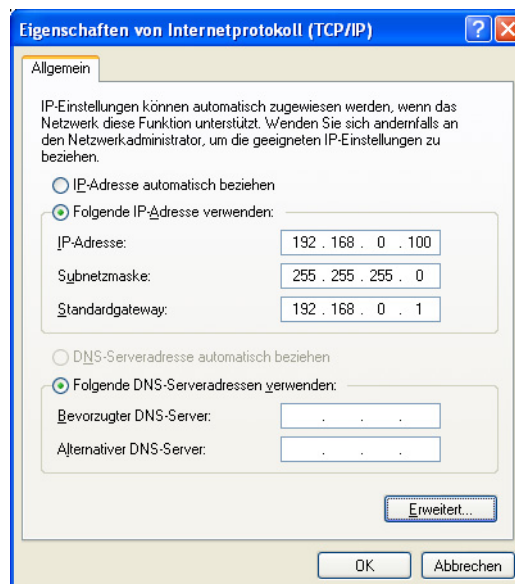 Eigenschaften von Internetprotokoll (TCP/IP)
Allgemein
IP-Einstellungen können automatisch zugewiesen werden, wenn das
Netzwerk diese Funktion unterstützt. Wenden Sie sich andernfalls an
den Netzwerkadministrator, um die geeigneten IP-Einstellungen zu
beziehen.
IP-Adresse automatisch beziehen
Folgende IP-Adresse verwenden:
IP-Adresse: 192 . 168 . 0 . 100
Subnetzmaske: 255 . 255 . 255 . 0
Standardgateway: 192 . 168 . 0 . 1
DNS-Serveradresse automatisch beziehen
Folgende DNS-Serveradressen verwenden:
Bevorzugter DNS-Server: . . .
Alternativer DNS-Server: . . .
Erweitert...
OK Abbrechen